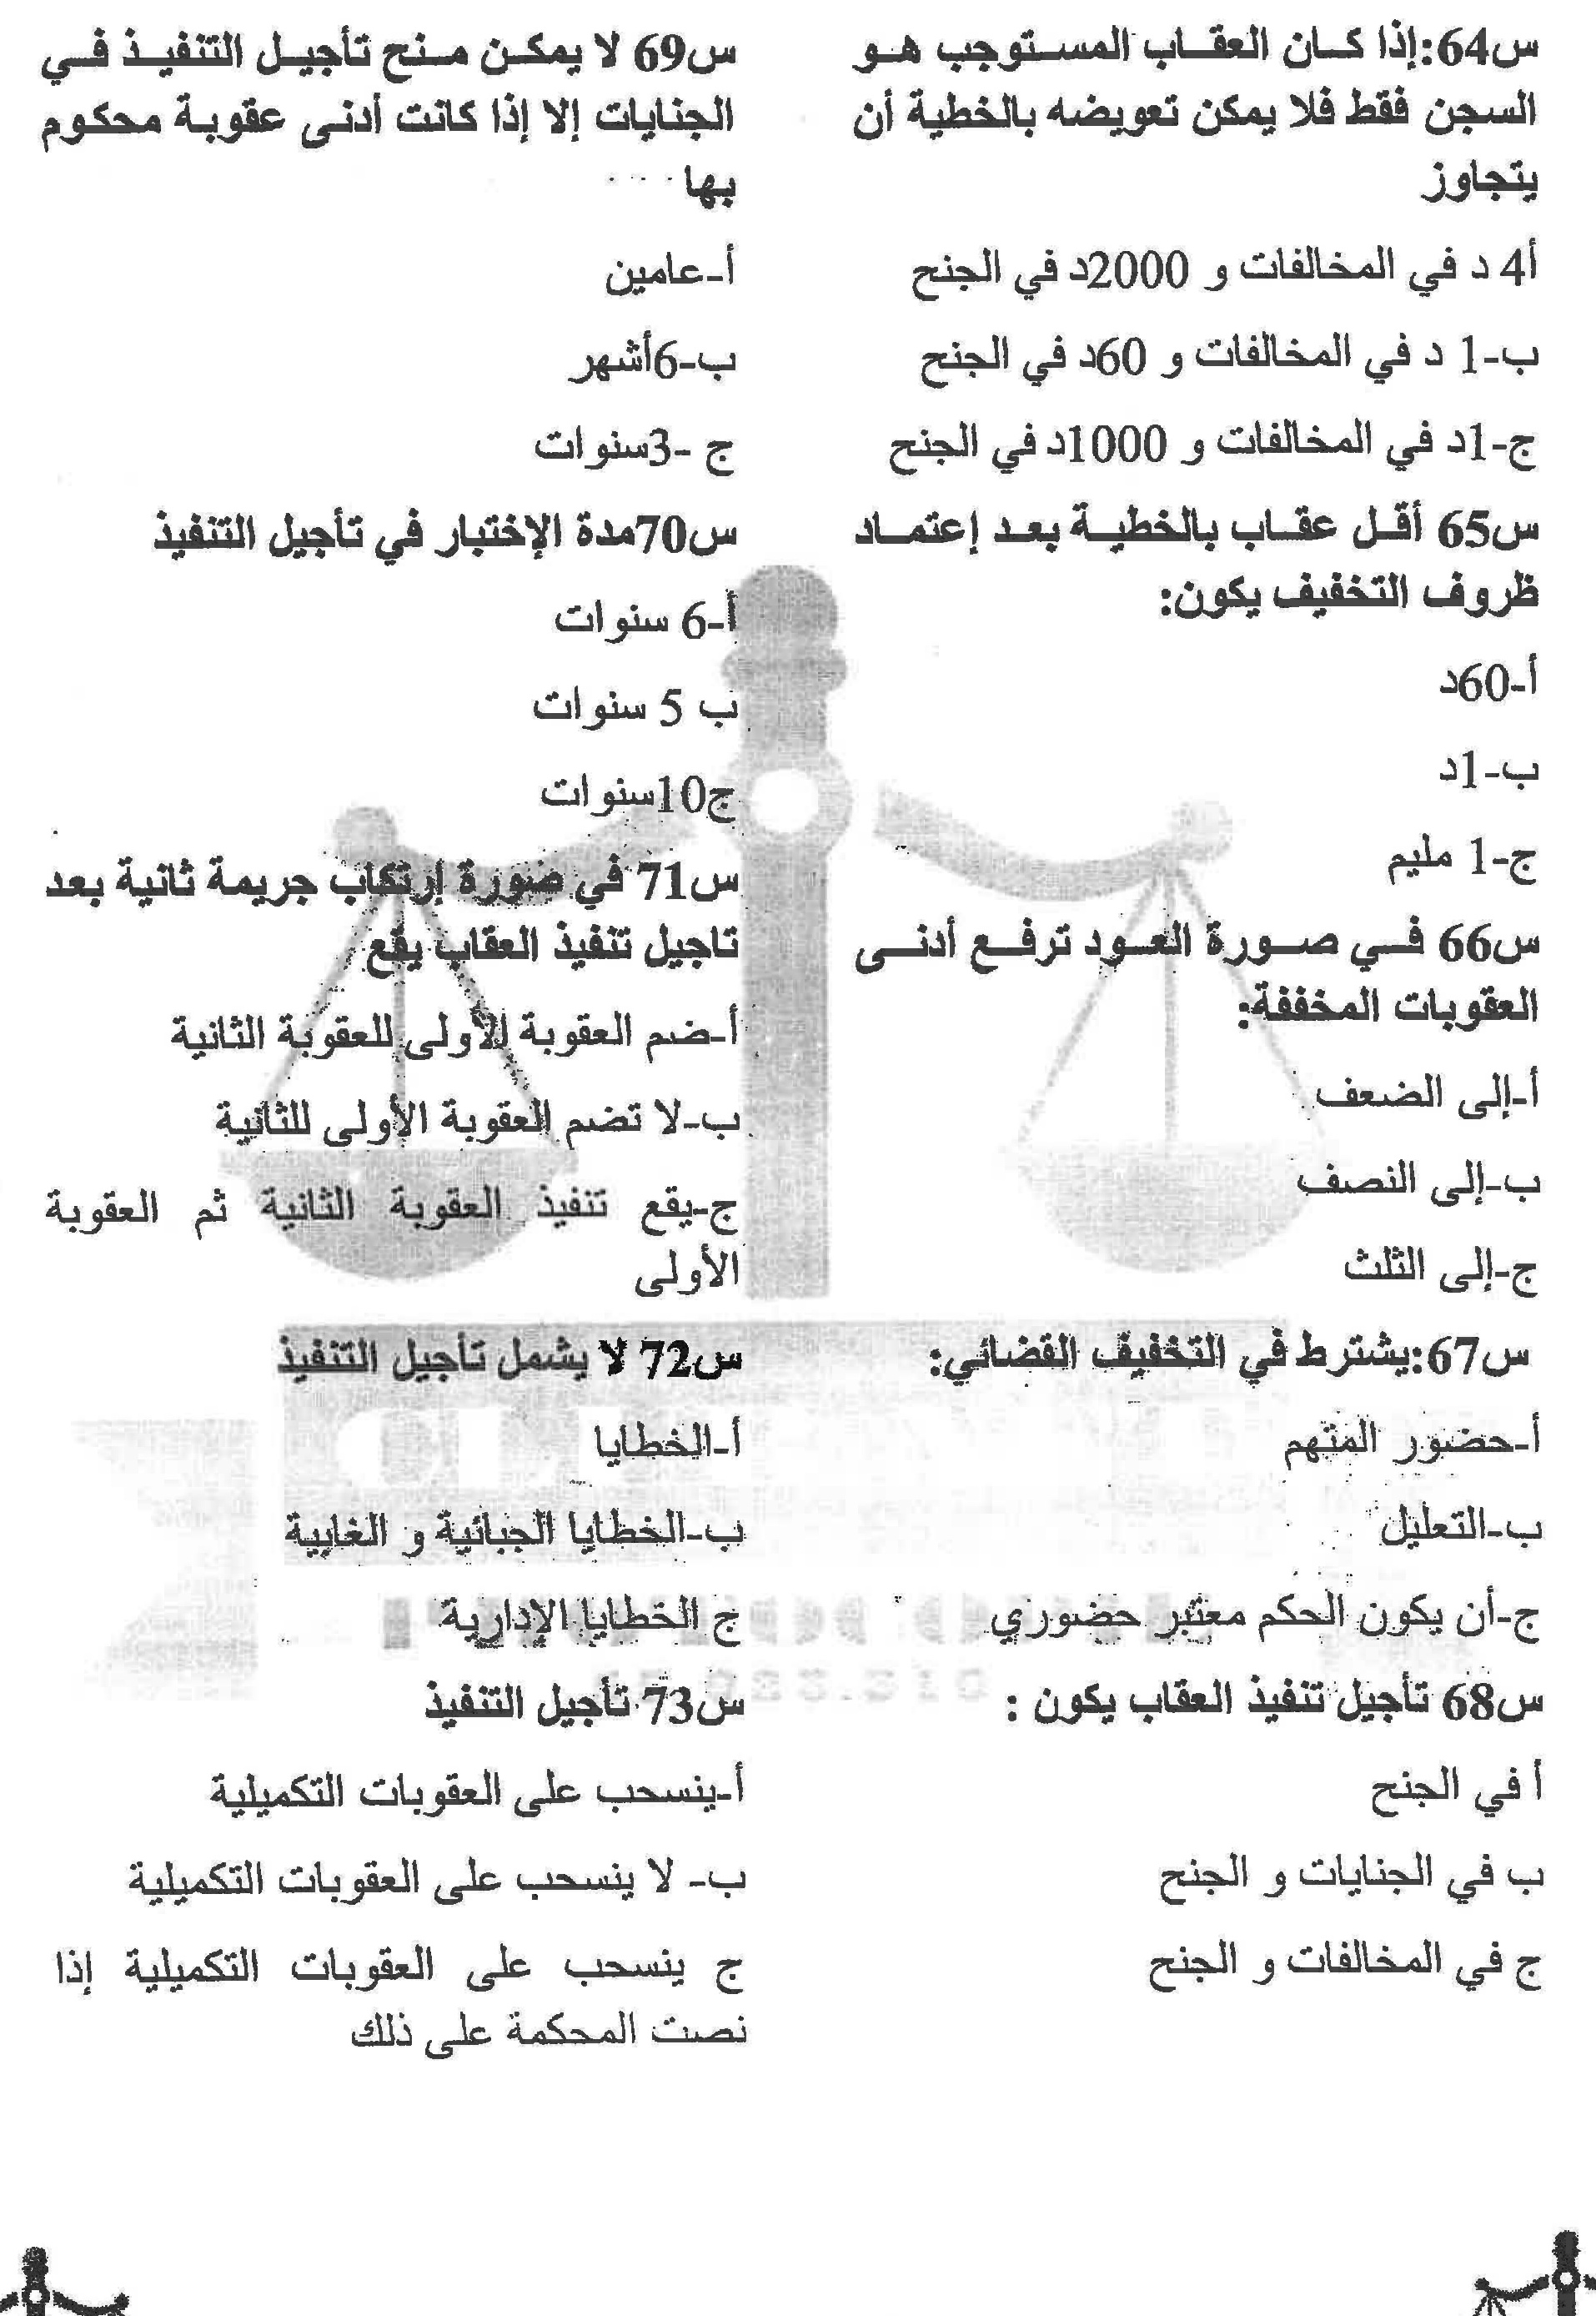 س64:إذا كان العقاب المستوجب هو
السجن فقط فلا يمكن تعويضه بالخطية أن
يتجاوز
أ4 د في المخالفات و 2000د في الجنح
ب-1 د في المخالفات و 60د في الجنح
ج-1د في المخالفات و 1000د في الجنح
س65 أقل عقاب بالخطية بعد إعتماد
ظروف التخفيف يكون:
أ-60د
ب-1د
ج-1 مليم
س66 في صورة العود ترفع أدنى
العقوبات المخففة:
أ-إلى الضعف
ب-إلى النصف
ج-إلى الثلث
س67:يشترط في التخفيف القضائي:
أ-حضور المتهم
ب-التعليل
ج-أن يكون الحكم معتبر حضوري
س68 تأجيل تنفيذ العقاب يكون :
أ في الجنح
ب في الجنايات و الجنح
ج في المخالفات و الجنح
س69 لا يمكن منح تأجيل التنفيذ في
الجنايات إلا إذا كانت أدنى عقوبة محكوم
بها ...
أ-عامين
ب-6أشهر
ج -3سنوات
س70مدة الإختبار في تأجيل التنفيذ
أ-6 سنوات
ب 5 سنوات
ج10سنوات
س71 في صورة إرتكاب جريمة ثانية بعد
تاجيل تنفيذ العقاب يقع
أ-ضم العقوبة الأولى للعقوبة الثانية
ب-لا تضم العقوبة الأولى للثانية
ج-يقع تنفيذ العقوبة الثانية ثم العقوبة
الأولى
س72 لا يشمل تأجيل التنفيذ
أ-الخطايا
ب-الخطايا الجبائية و الغابية
ج الخطايا الإدارية
س73 تأجيل التنفيذ
أ-ينسحب على العقوبات التكميلية
ب- لا ينسحب على العقوبات التكميلية
ج ينسحب على العقوبات التكميلية إذا
نصت المحكمة على ذلك